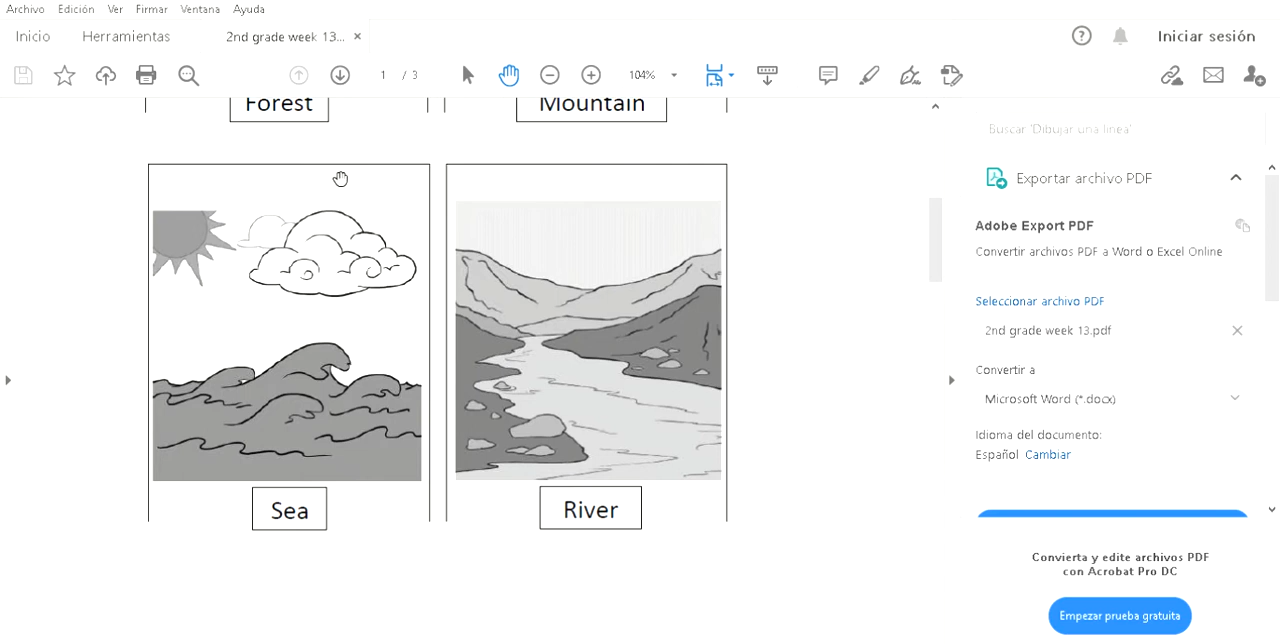 Archivo Edición Ver Firmar Ventana Ayuda
Inicio Herramientas 2nd grade week 13... × Iniciar sesión
1 / 3 104%
Forest Mountain
Sea River
Buscar 'Dibujar una línea'
Exportar archivo PDF
Adobe Export PDF
Convertir archivos PDF a Word o Excel Online
Seleccionar archivo PDF
2nd grade week 13.pdf
Convertir a
Microsoft Word (*.docx)
Idioma del documento:
Español Cambiar
Convierta y edite archivos PDF
con Acrobat Pro DC
Empezar prueba gratuita